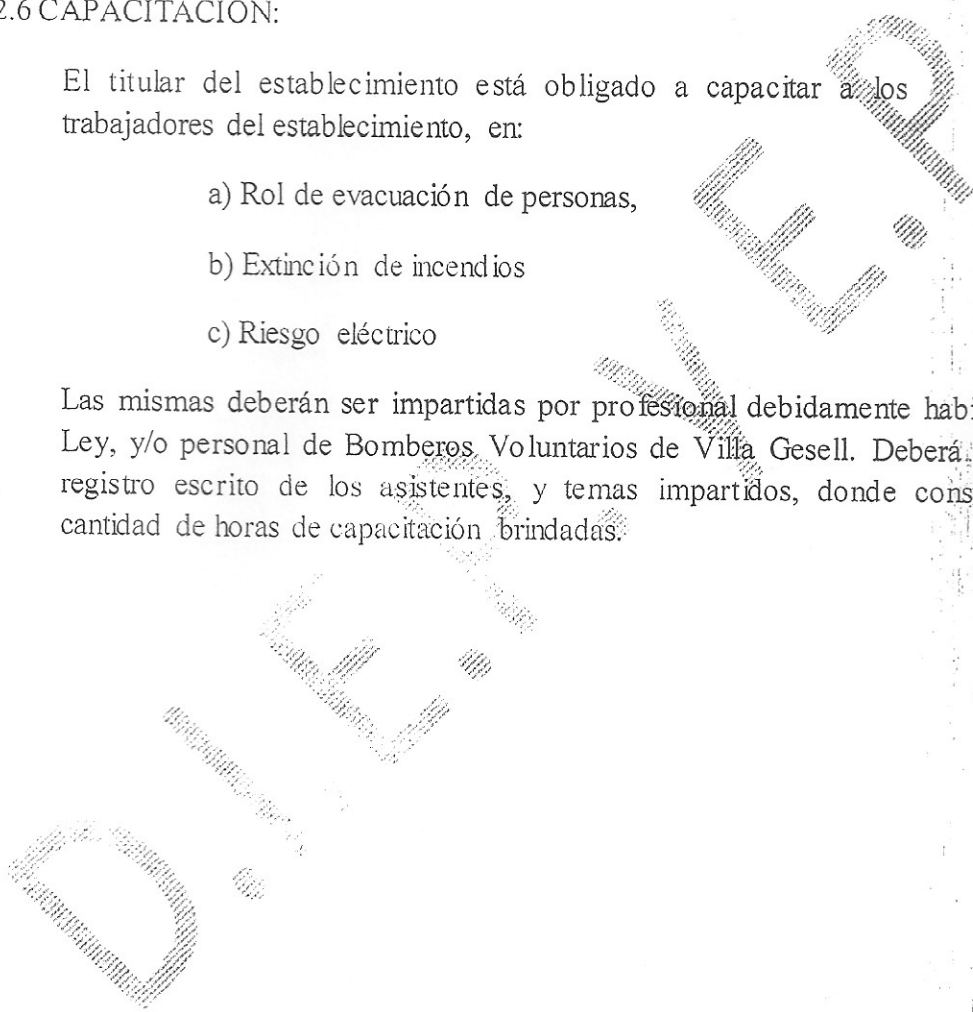 2.6 CAPACITACIÓN:
El titular del establecimiento está obligado a capacitar a los
trabajadores del establecimiento, en:
a) Rol de evacuación de personas,
b) Extinción de incendios
c) Riesgo eléctrico
Las mismas deberán ser impartidas por profesional debidamente
Ley, y/o personal de Bomberos Voluntarios de Villa Gesell. Deberá
registro escrito de los asistentes, y temas impartidos, donde
cantidad de horas de capacitación brindadas.
D.I.E.P. Y E.P